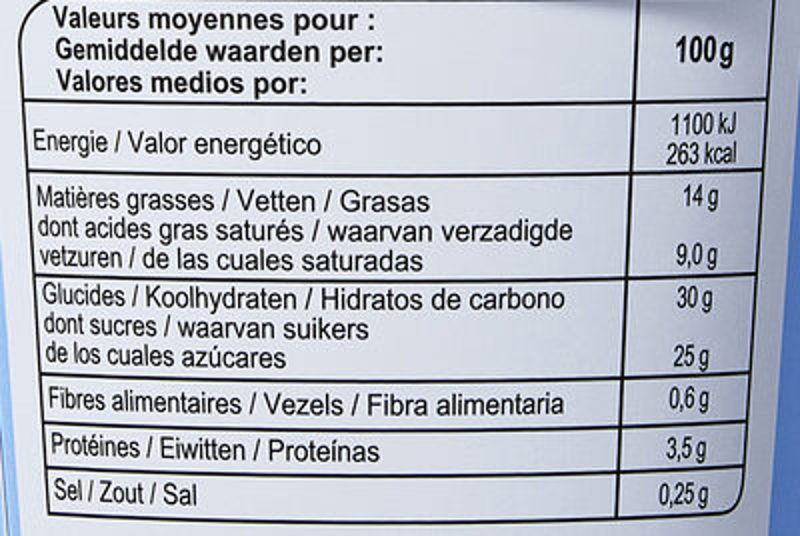 Valeurs moyennes pour :
Gemiddelde waarden per:
Valores medios por:
100 g
Energie / Valor energético
1100 kJ
263 kcal
Matières grasses / Vetten / Grasas
14 g
dont acides gras saturés / waarvan verzadigde
vetzuren / de las cuales saturadas
9,0 g
Glucides / Koolhydraten / Hidratos de carbono
30 g
dont sucres / waarvan suikers
de los cuales azúcares
25 g
Fibres alimentaires / Vezels / Fibra alimentaria
0,6 g
Protéines / Eiwitten / Proteínas
3,5 g
Sel / Zout / Sal
0,25 g